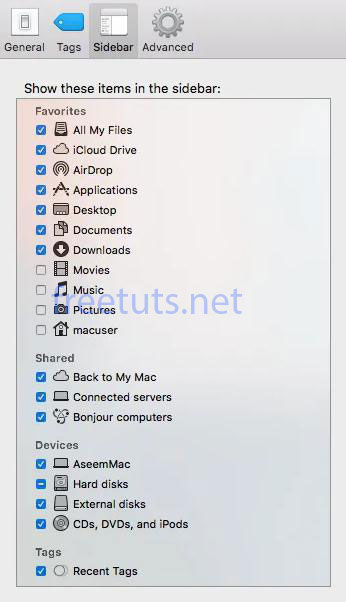 General Tags Sidebar Advanced
Show these items in the sidebar:
Favorites
All My Files
iCloud Drive
AirDrop
Applications
Desktop
Documents
Downloads
Movies
Music
freetuts.net
Pictures
macuser
Shared
Back to My Mac
Connected servers
Bonjour computers
Devices
AseemMac
Hard disks
External disks
CDs, DVDs, and iPods
Tags
Recent Tags